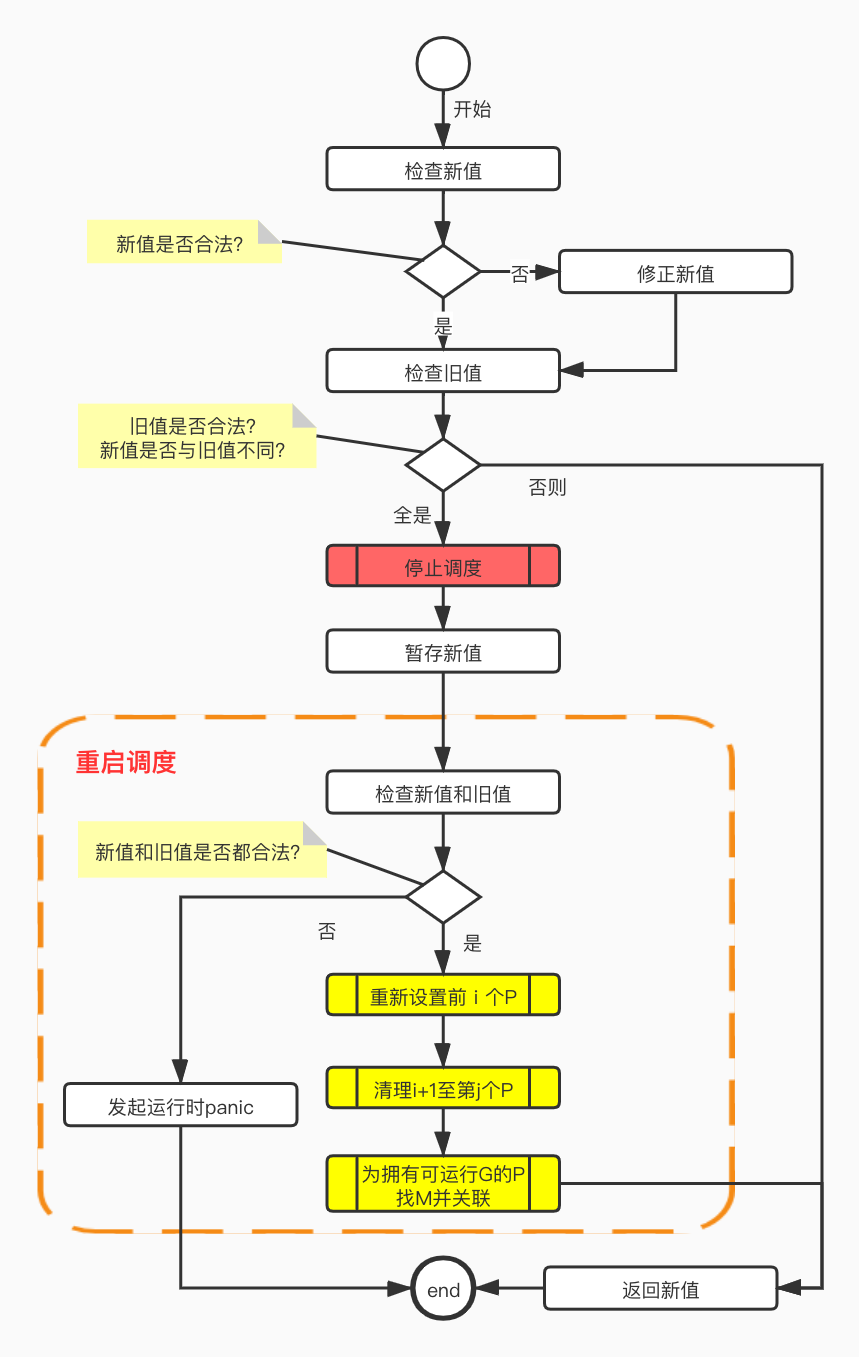 开始
检查新值
新值是否合法?
否
修正新值
是
检查旧值
旧值是否合法?
新值是否与旧值不同?
否则
全是
停止调度
暂存新值
重启调度
检查新值和旧值
新值和旧值是否都合法?
否
是
重新设置前 i 个P
清理i+1至第j个P
发起运行时panic
为拥有可运行G的P
找M并关联
end
返回新值